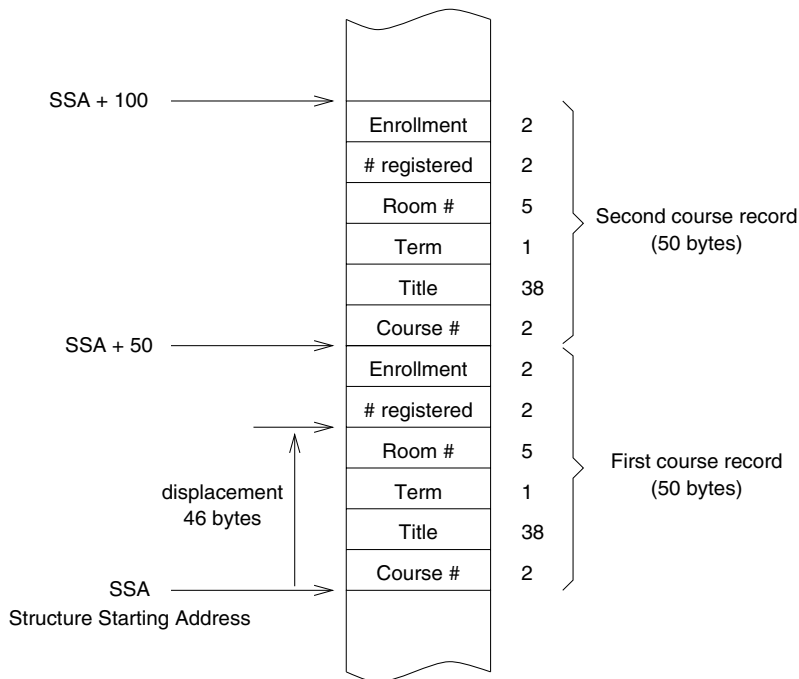 SSA + 100
Enrollment 2
# registered 2
Room # 5
Term 1
Title 38
Course # 2
Second course record
(50 bytes)
SSA + 50
Enrollment 2
# registered 2
Room # 5
Term 1
Title 38
Course # 2
First course record
(50 bytes)
displacement
46 bytes
SSA
Structure Starting Address